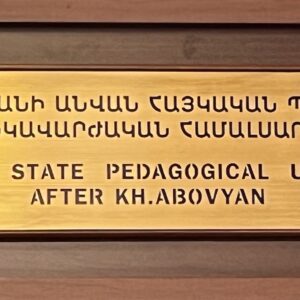 ԱՆԻ ԱՆՎԱՆ ՀԱՅԿԱԿԱՆ Պ
ԿԱՎԱՐԺԱԿԱՆ ՀԱՄԱԼՍԱՐ
STATE PEDAGOGICAL U
AFTER KH.ABOVYAN